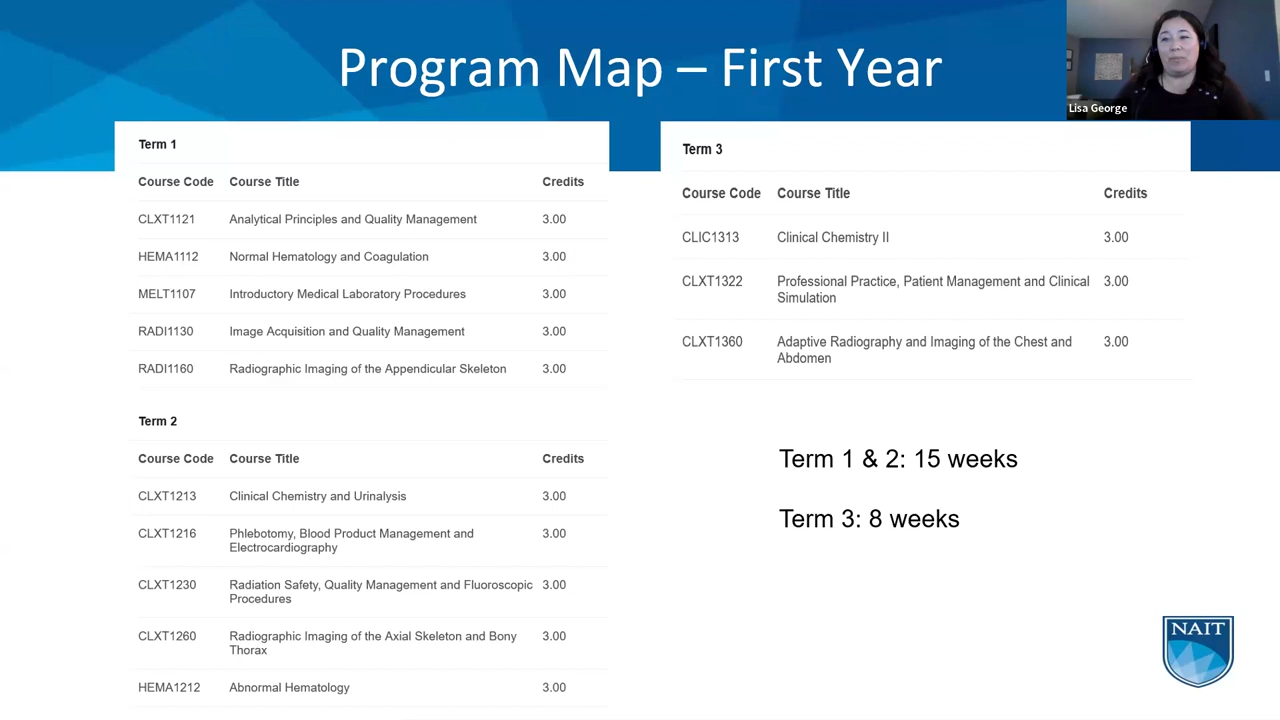 Program Map – First Year
Lisa George
Term 1
Course Code Course Title Credits
CLXT1121 Analytical Principles and Quality Management 3.00
HEMA1112 Normal Hematology and Coagulation 3.00
MELT1107 Introductory Medical Laboratory Procedures 3.00
RADI1130 Image Acquisition and Quality Management 3.00
RADI1160 Radiographic Imaging of the Appendicular Skeleton 3.00
Term 2
Course Code Course Title Credits
CLXT1213 Clinical Chemistry and Urinalysis 3.00
CLXT1216 Phlebotomy, Blood Product Management and 3.00
Electrocardiography
CLXT1230 Radiation Safety, Quality Management and Fluoroscopic 3.00
Procedures
CLXT1260 Radiographic Imaging of the Axial Skeleton and Bony 3.00
Thorax
HEMA1212 Abnormal Hematology 3.00
Term 3
Course Code Course Title Credits
CLIC1313 Clinical Chemistry II 3.00
CLXT1322 Professional Practice, Patient Management and Clinical 3.00
Simulation
CLXT1360 Adaptive Radiography and Imaging of the Chest and 3.00
Abdomen
Term 1 & 2: 15 weeks
Term 3: 8 weeks
NAIT